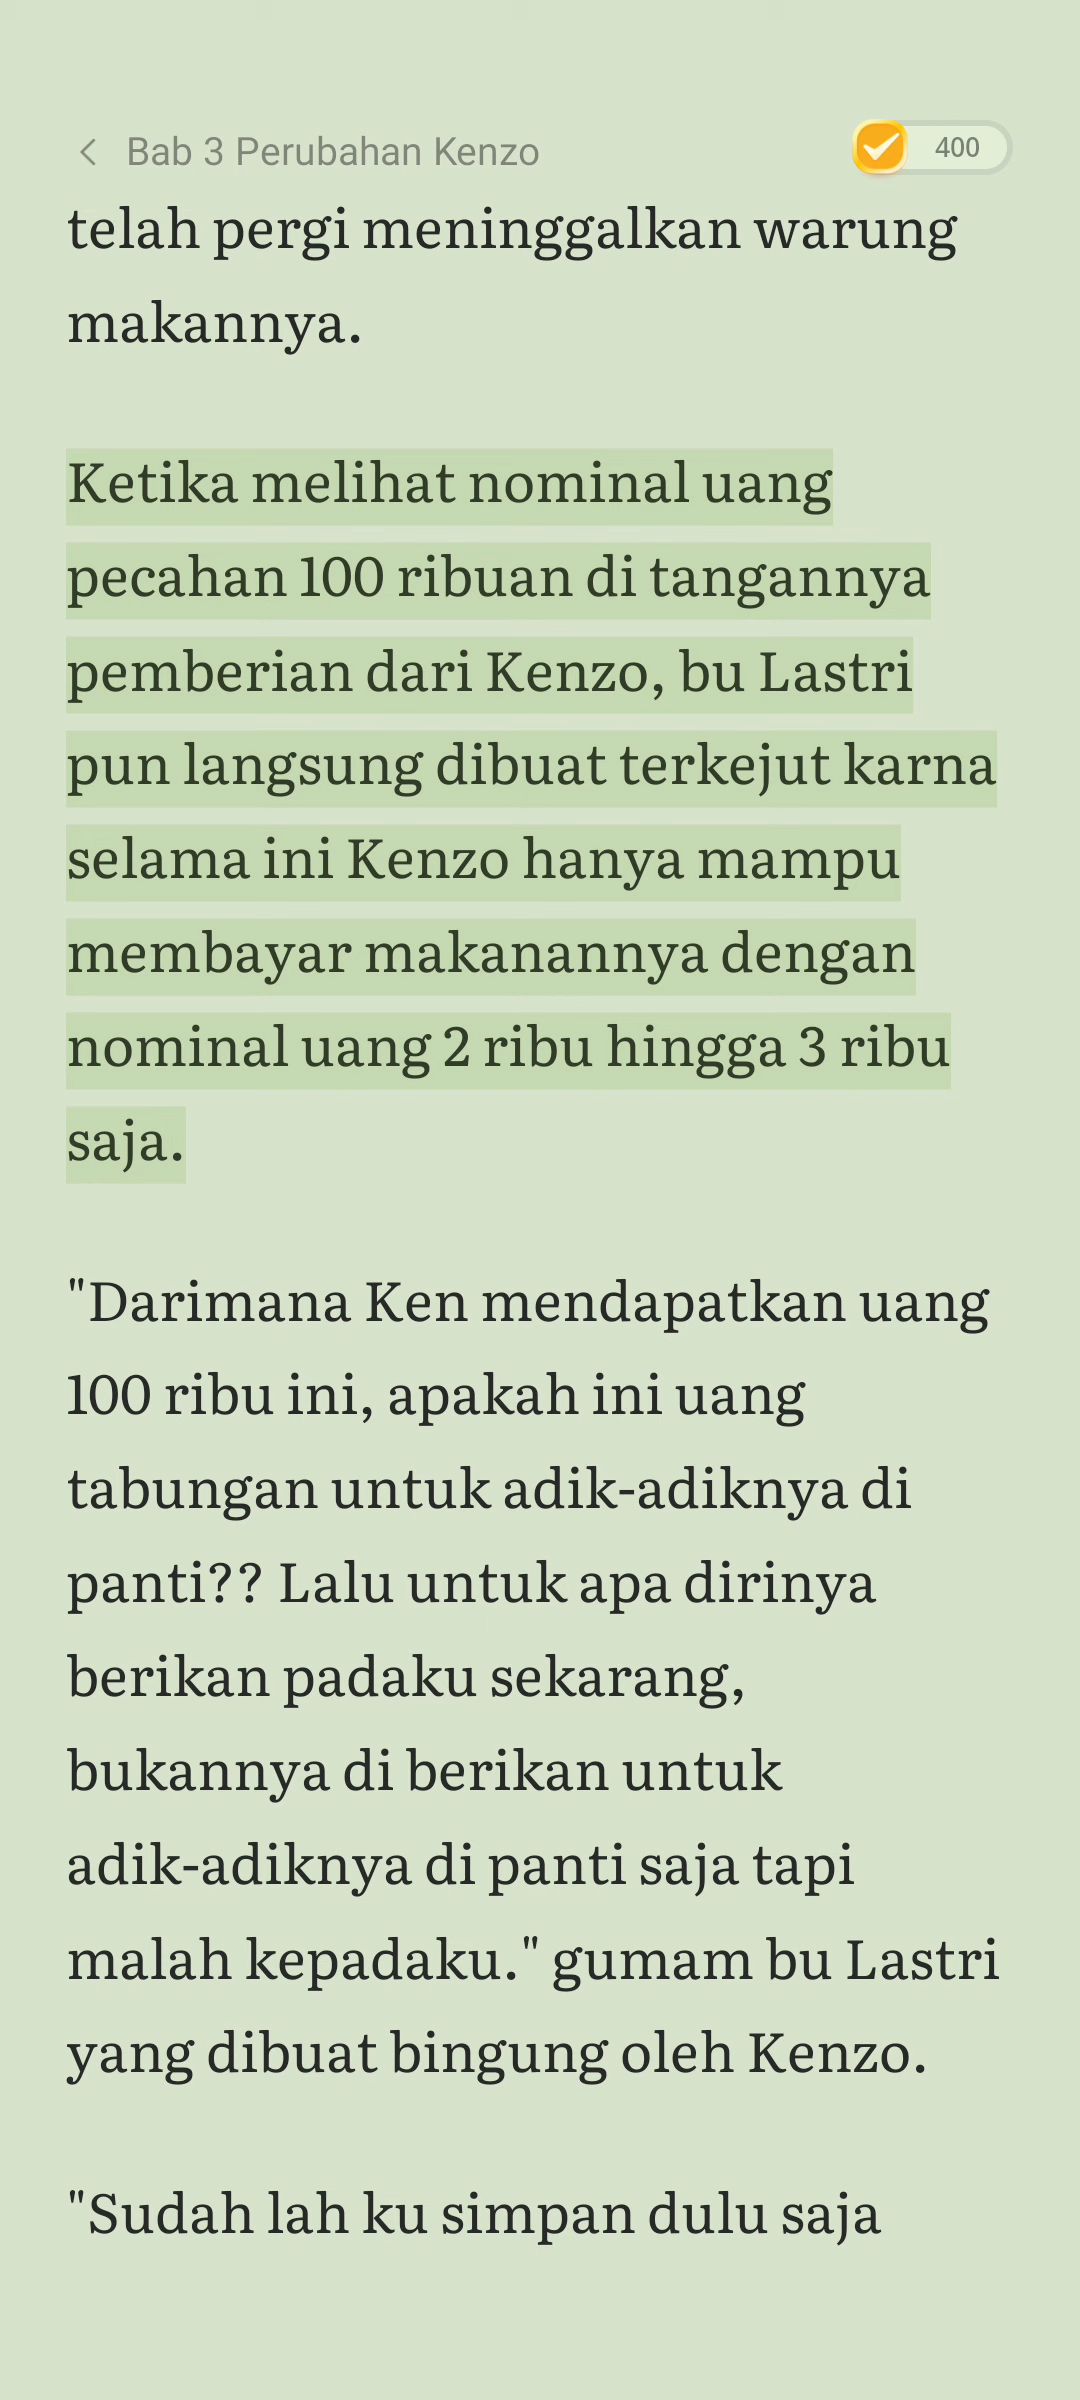 Bab 3 Perubahan Kenzo
400
telah pergi meninggalkan warung
makannya.
Ketika melihat nominal uang
pecahan 100 ribuan di tangannya
pemberian dari Kenzo, bu Lastri
pun langsung dibuat terkejut karna
selama ini Kenzo hanya mampu
membayar makanannya dengan
nominal uang 2 ribu hingga 3 ribu
saja.
"Darimana Ken mendapatkan uang
100 ribu ini, apakah ini uang
tabungan untuk adik-adiknya di
panti?? Lalu untuk apa dirinya
berikan padaku sekarang,
bukannya di berikan untuk
adik-adiknya di panti saja tapi
malah kepadaku." gumam bu Lastri
yang dibuat bingung oleh Kenzo.
"Sudah lah ku simpan dulu saja